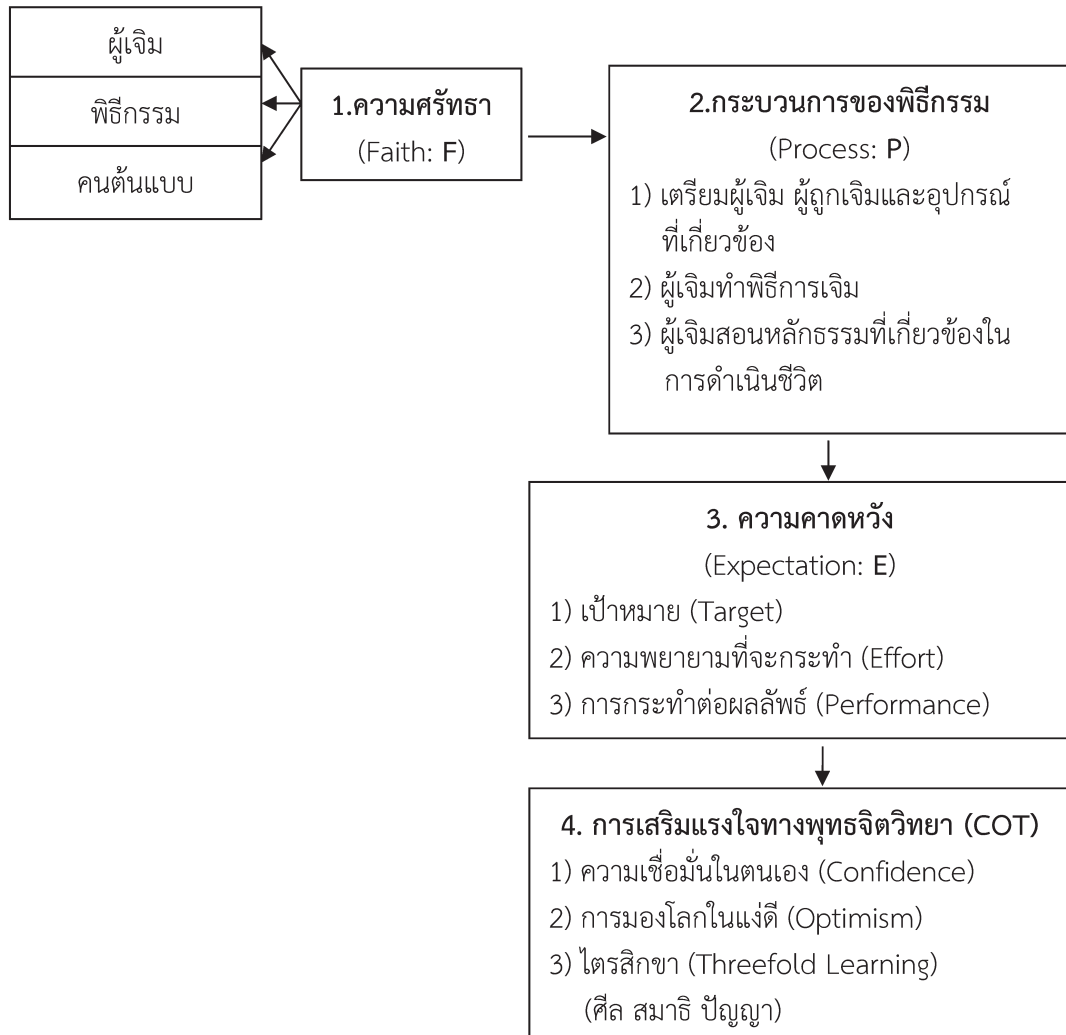 ผู้เจิม
พิธีกรรม
คนต้นแบบ
1.ความศรัทธา
(Faith: F)
2.กระบวนการของพิธีกรรม
(Process: P)
1) เตรียมผู้เจิม ผู้ถูกเจิมและอุปกรณ์
ที่เกี่ยวข้อง
2) ผู้เจิมทำพิธีการเจิม
3) ผู้เจิมสอนหลักธรรมที่เกี่ยวข้องใน
การดำเนินชีวิต
3. ความคาดหวัง
(Expectation: E)
1) เป้าหมาย (Target)
2) ความพยายามที่จะกระทำ (Effort)
3) การกระทำต่อผลลัพธ์ (Performance)
4. การเสริมแรงใจทางพุทธจิตวิทยา (COT)
1) ความเชื่อมั่นในตนเอง (Confidence)
2) การมองโลกในแง่ดี (Optimism)
3) ไตรสิกขา (Threefold Learning)
(ศีล สมาธิ ปัญญา)